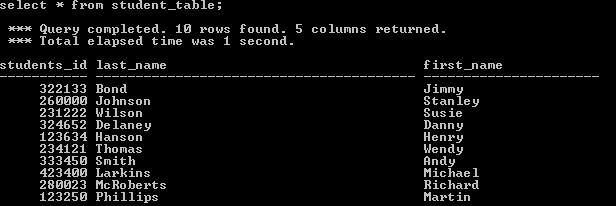 select * from student_table;
*** Query completed. 10 rows found. 5 columns returned.
*** Total elapsed time was 1 second.
students_id last_name first_name
322133 Bond Jimmy
260000 Johnson Stanley
231222 Wilson Susie
324652 Delaney Danny
123634 Hanson Henry
234121 Thomas Wendy
333450 Smith Andy
423400 Larkins Michael
280023 McRoberts Richard
123250 Phillips Martin